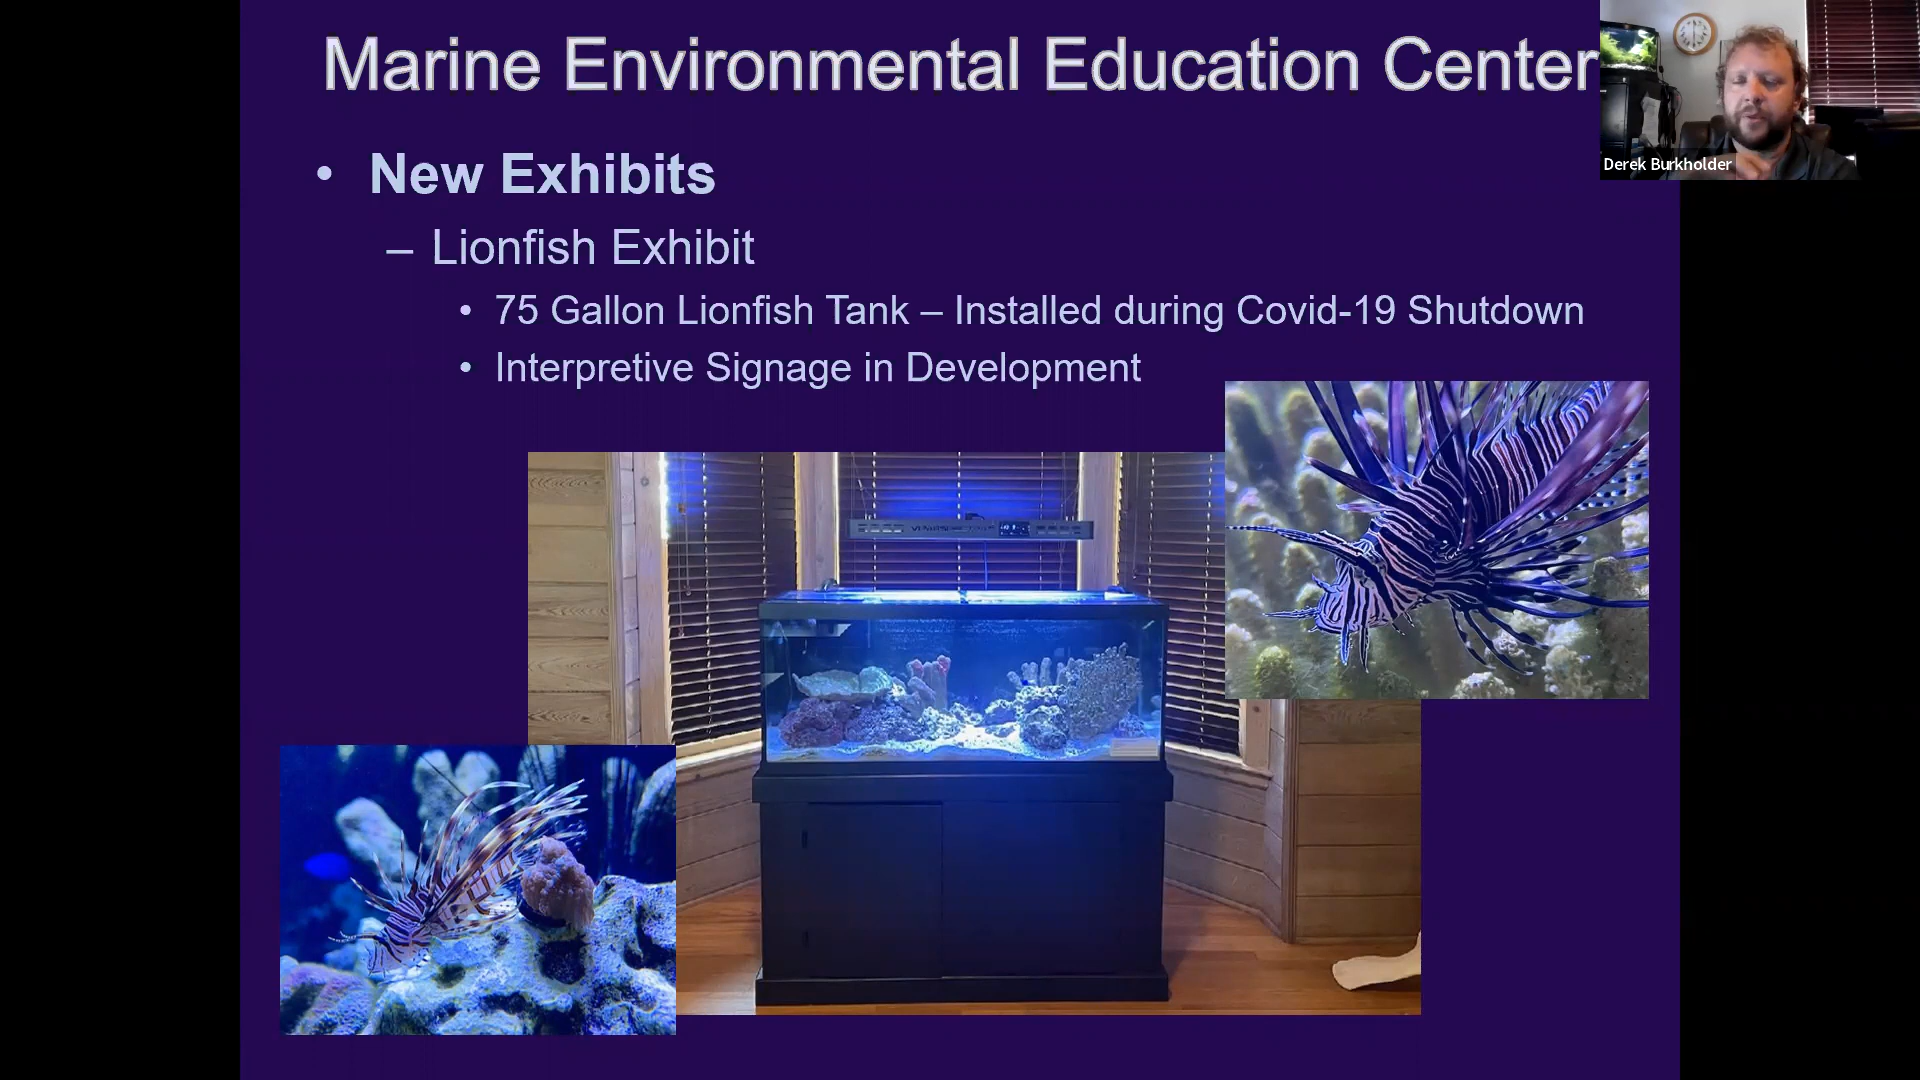 Marine Environmental Education Center
• New Exhibits
– Lionfish Exhibit
• 75 Gallon Lionfish Tank – Installed during Covid-19 Shutdown
• Interpretive Signage in Development
Derek Burkholder